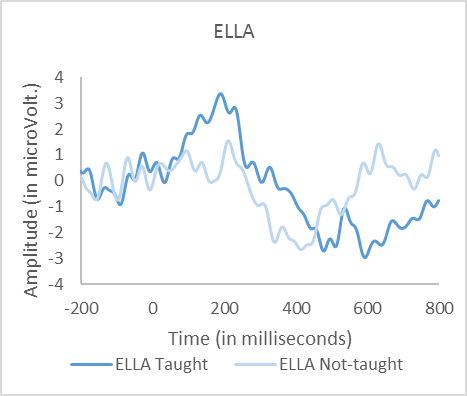 ELLA
Amplitude (in microVolt.)
4
3
2
1
0
-1
-2
-3
-4
-200 0 200 400 600 800
Time (in milliseconds)
ELLA Taught ELLA Not-taught